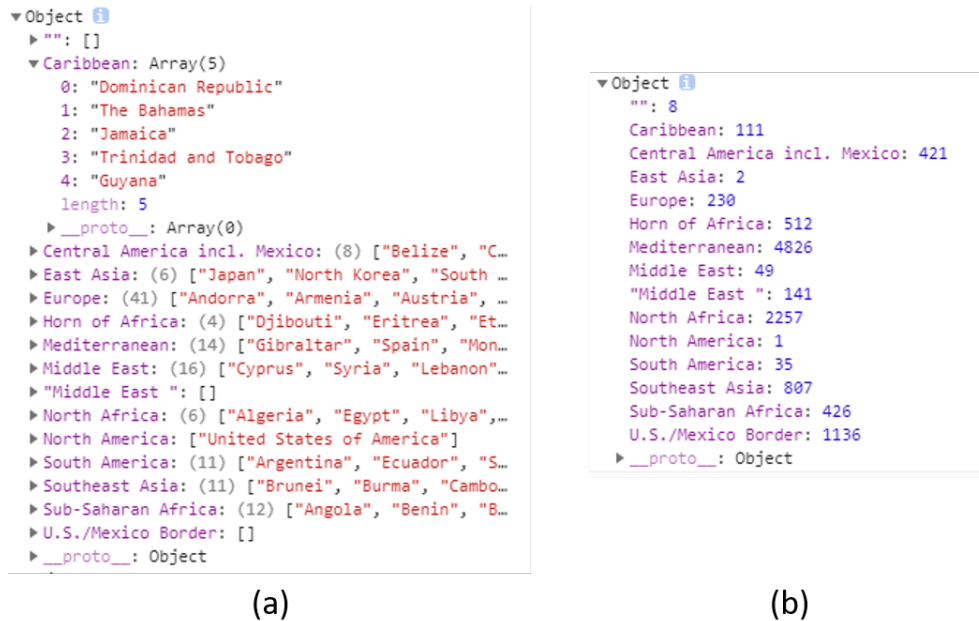 ▼Object i
▶"": []
▼Caribbean: Array(5)
0: "Dominican Republic"
1: "The Bahamas"
2: "Jamaica"
3: "Trinidad and Tobago"
4: "Guyana"
length: 5
▶__proto__: Array(0)
▶Central America incl. Mexico: (8) ["Belize", "C…
▶East Asia: (6) ["Japan", "North Korea", "South …
▶Europe: (41) ["Andorra", "Armenia", "Austria", …
▶Horn of Africa: (4) ["Djibouti", "Eritrea", "Et…
▶Mediterranean: (14) ["Gibraltar", "Spain", "Mon…
▶Middle East: (16) ["Cyprus", "Syria", "Lebanon"…
▶"Middle East ": []
▶North Africa: (6) ["Algeria", "Egypt", "Libya",…
▶North America: ["United States of America"]
▶South America: (11) ["Argentina", "Ecuador", "S…
▶Southeast Asia: (11) ["Brunei", "Burma", "Cambo…
▶Sub-Saharan Africa: (12) ["Angola", "Benin", "B…
▶U.S./Mexico Border: []
▶__proto__: Object
(a)
▼Object i
"": 8
Caribbean: 111
Central America incl. Mexico: 421
East Asia: 2
Europe: 230
Horn of Africa: 512
Mediterranean: 4826
Middle East: 49
"Middle East ": 141
North Africa: 2257
North America: 1
South America: 35
Southeast Asia: 807
Sub-Saharan Africa: 426
U.S./Mexico Border: 1136
▶__proto__: Object
(b)